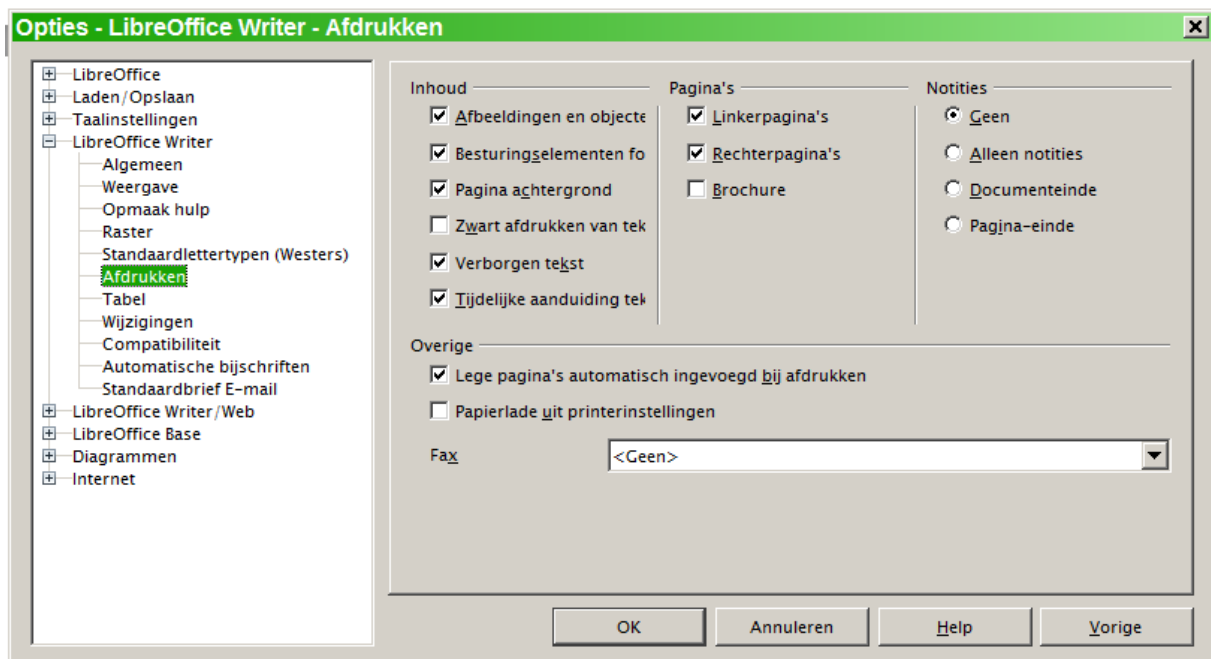 Opties - LibreOffice Writer - Afdrukken
LibreOffice
Laden/Opslaan
Taalinstellingen
LibreOffice Writer
Algemeen
Weergave
Opmaak hulp
Raster
Standaardlettertypen (Westers)
Afdrukken
Tabel
Wijzigingen
Compatibiliteit
Automatische bijschriften
Standaardbrief E-mail
LibreOffice Writer/Web
LibreOffice Base
Diagrammen
Internet
Inhoud
Afbeeldingen en objecte
Besturingselementen fo
Pagina achtergrond
Zwart afdrukken van tek
Verborgen tekst
Tijdelijke aanduiding tek
Pagina's
Linkerpagina's
Rechterpagina's
Brochure
Notities
Geen
Alleen notities
Documenteinde
Pagina-einde
Overige
Lege pagina's automatisch ingevoegd bij afdrukken
Papierlade uit printerinstellingen
Fax
<Geen>
OK
Annuleren
Help
Vorige